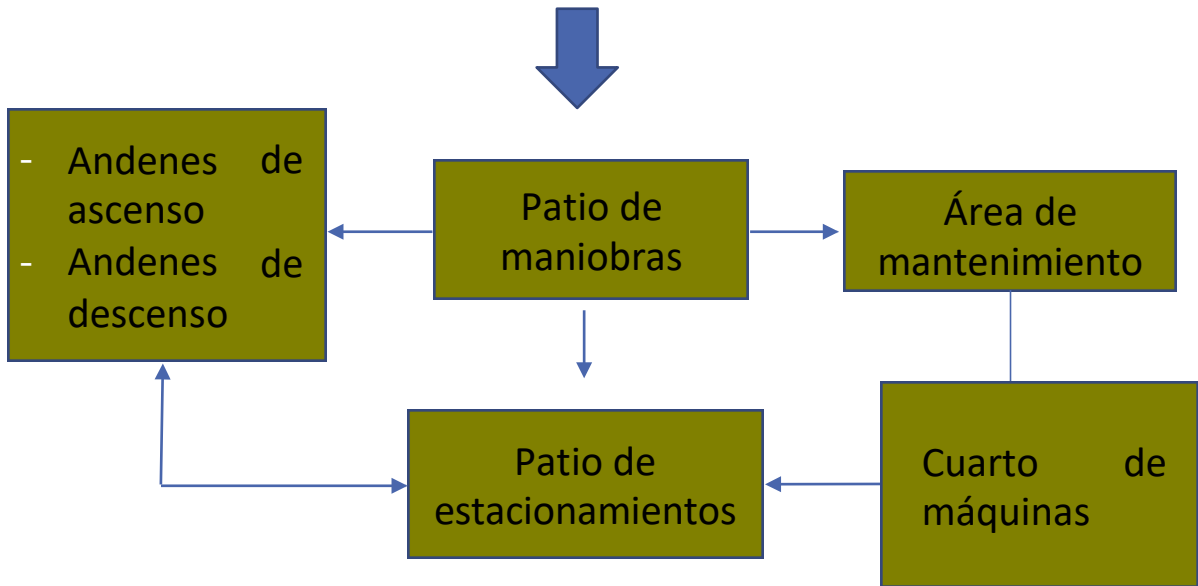 - Andenes de
ascenso
- Andenes de
descenso
Patio de
maniobras
Área de
mantenimiento
Patio de
estacionamientos
Cuarto de
máquinas